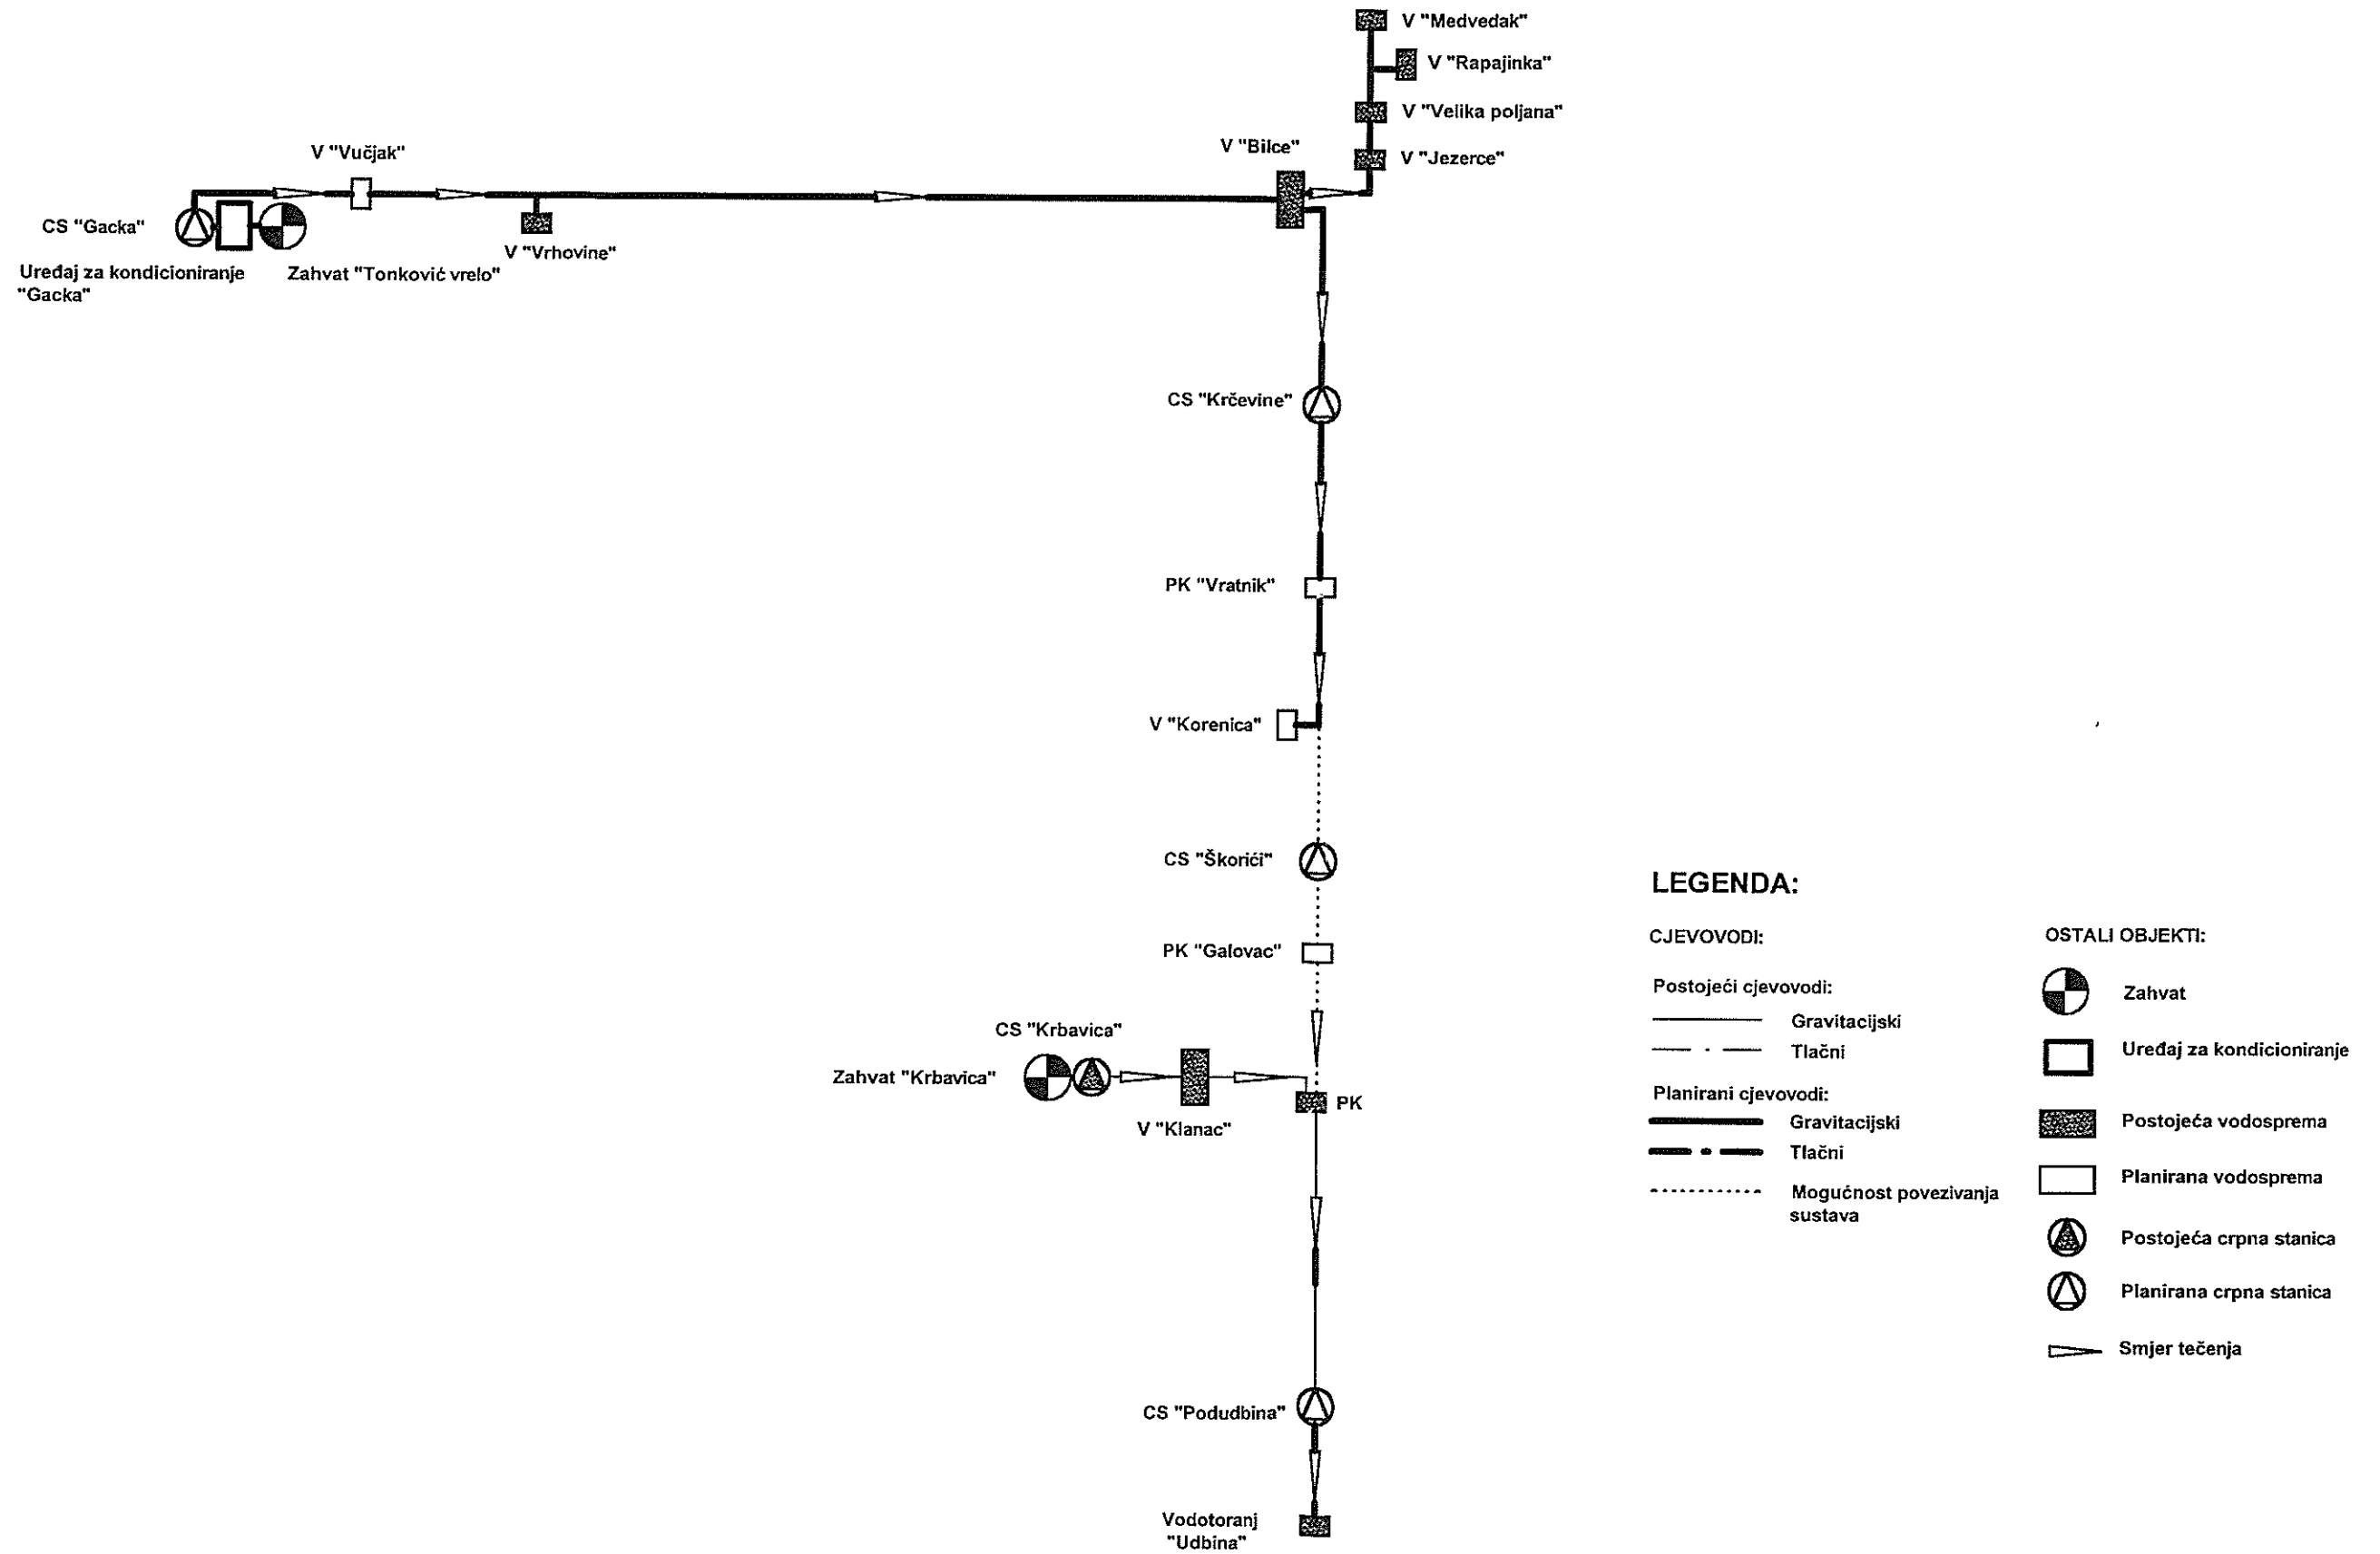 V "Medvedak"
V "Rapajinka"
V "Velika poljana"
V "Jezerce"
V "Bilce"
V "Vučjak"
CS "Gacka"
V "Vrhovine"
Uređaj za kondicioniranje
"Gacka"
Zahvat "Tonković vrelo"
CS "Krčevine"
PK "Vratnik"
V "Korenica"
CS "Škorići"
PK "Galovac"
CS "Krbavica"
Zahvat "Krbavica"
PK
V "Klanac"
CS "Podudbina"
Vodotoranj
"Udbina"
LEGENDA:
CJEVOVODI:
Postojeći cjevovodi:
Gravitacijski
Tlačni
Planirani cjevovodi:
Gravitacijski
Tlačni
Mogućnost povezivanja
sustava
OSTALI OBJEKTI:
Zahvat
Uređaj za kondicioniranje
Postojeća vodosprema
Planirana vodosprema
Postojeća crpna stanica
Planirana crpna stanica
Smjer tečenja